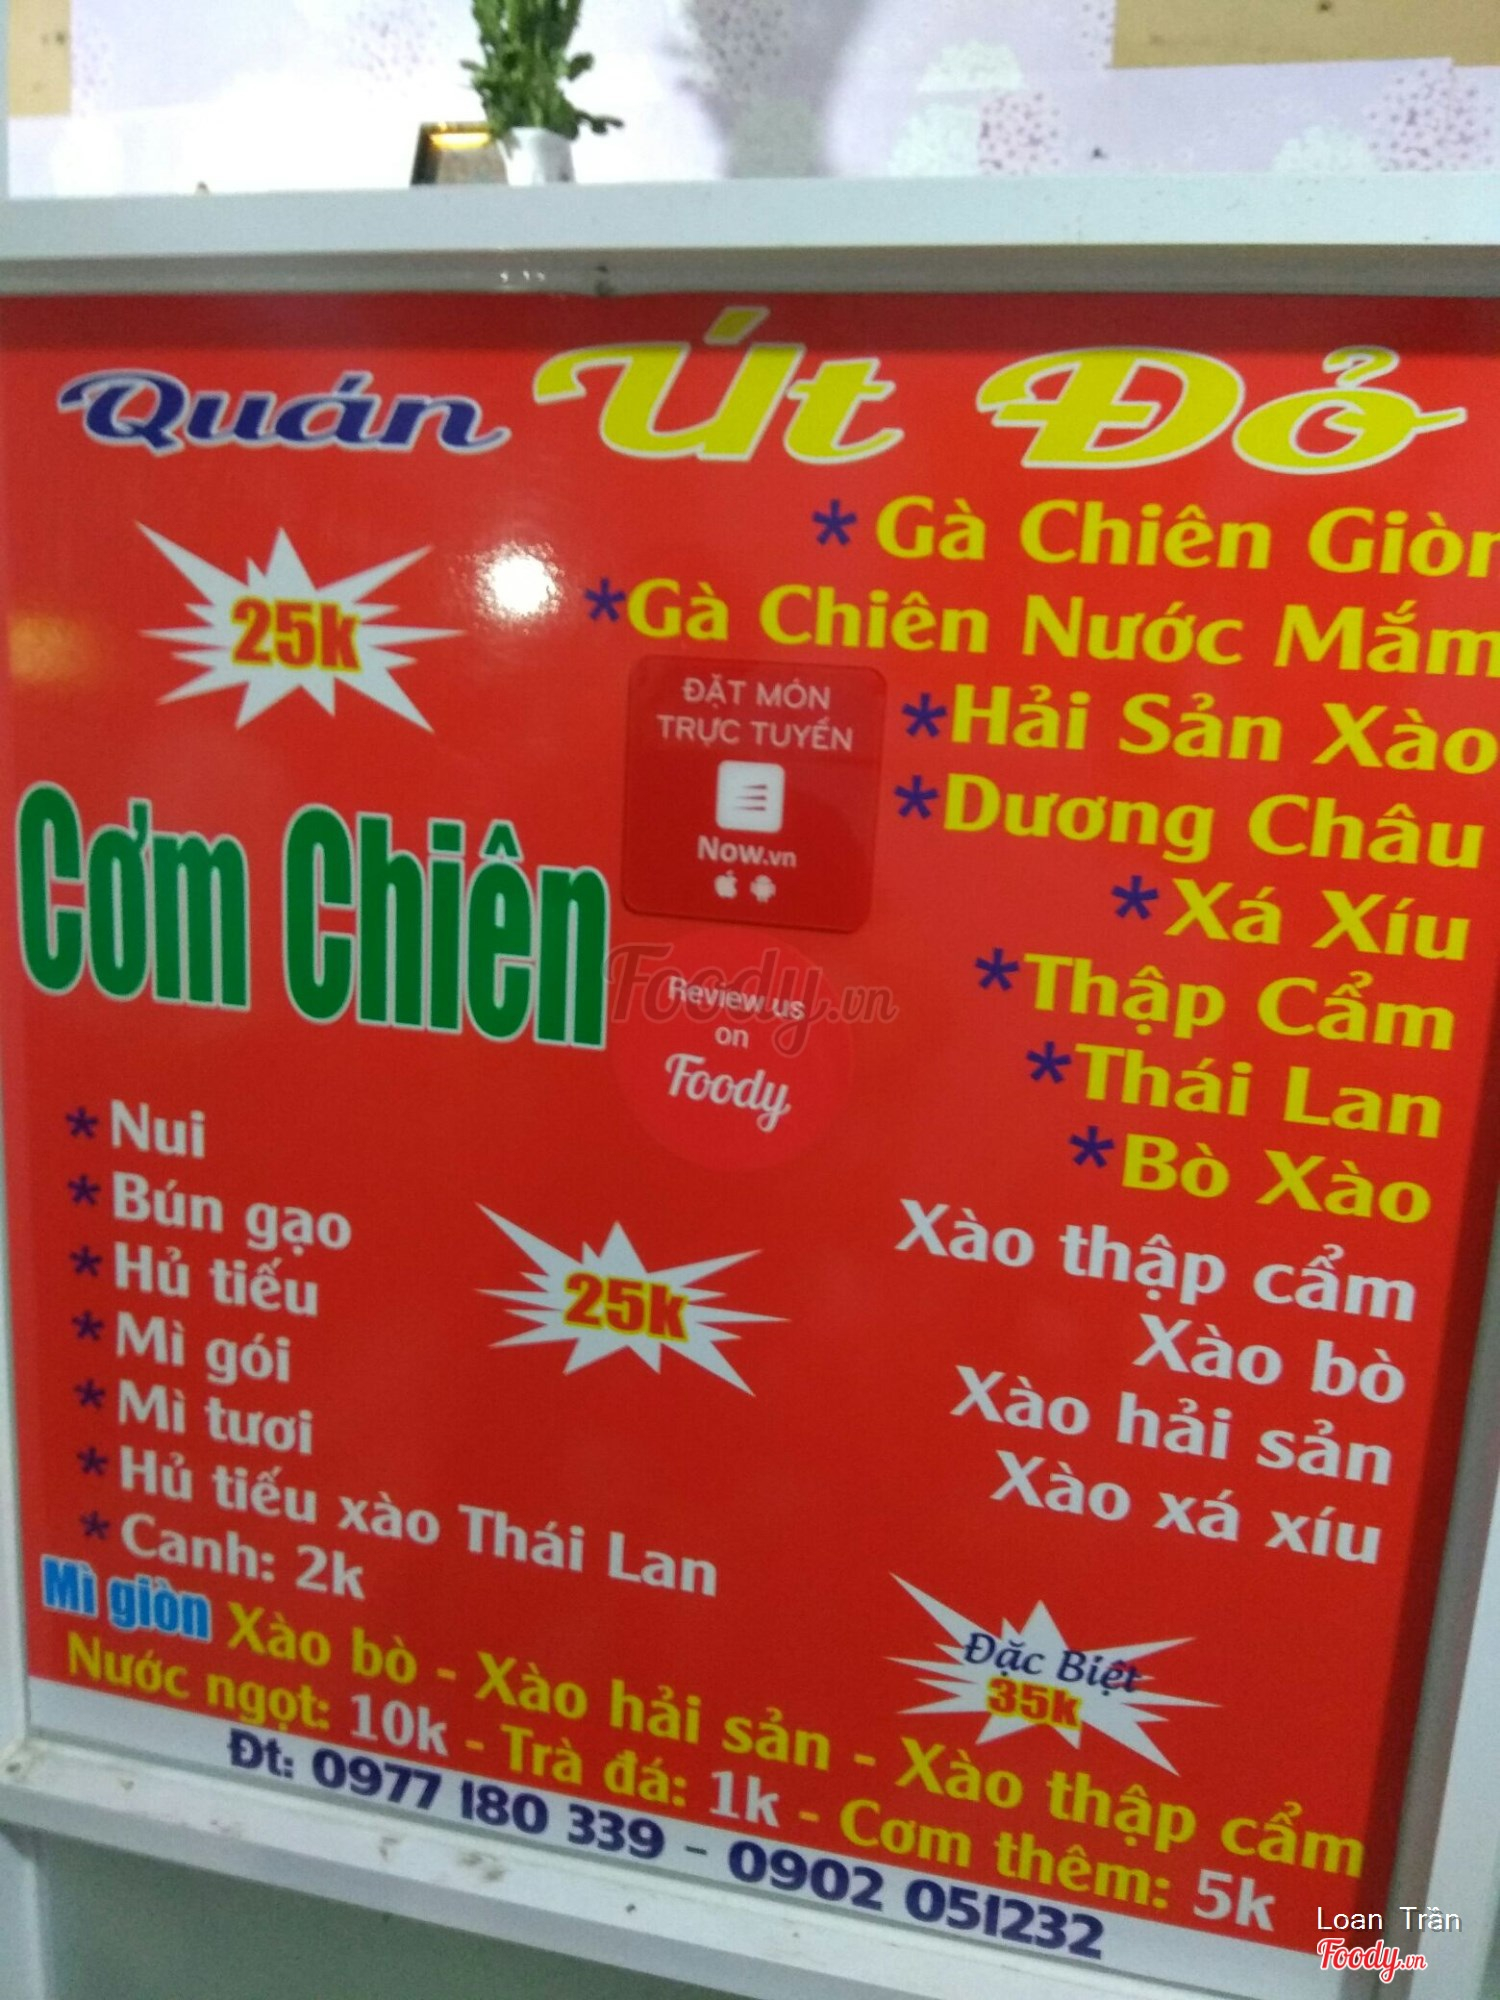 Quán Út Đỏ
25k
Cơm Chiên
* Gà Chiên Giòn
* Gà Chiên Nước Mắm
* Hải Sản Xào
* Dương Châu
* Xá Xíu
* Thập Cẩm
* Thái Lan
* Bò Xào
ĐẶT MÓN
TRỰC TUYẾN
Now.vn
Foody.vn
Review us
on
Foody
* Nui
* Bún gạo
* Hủ tiếu
* Mì gói
* Mì tươi
* Hủ tiếu xào Thái Lan
* Canh: 2k
25k
Xào thập cẩm
Xào bò
Xào hải sản
Xào xá xíu
Đặc Biệt
35k
Mì giòn Xào bò - Xào hải sản - Xào thập cẩm
Nước ngọt: 10k - Trà đá: 1k - Cơm thêm: 5k
Đt: 0977 180 339 - 0902 051232
Loan Trần
Foody.vn